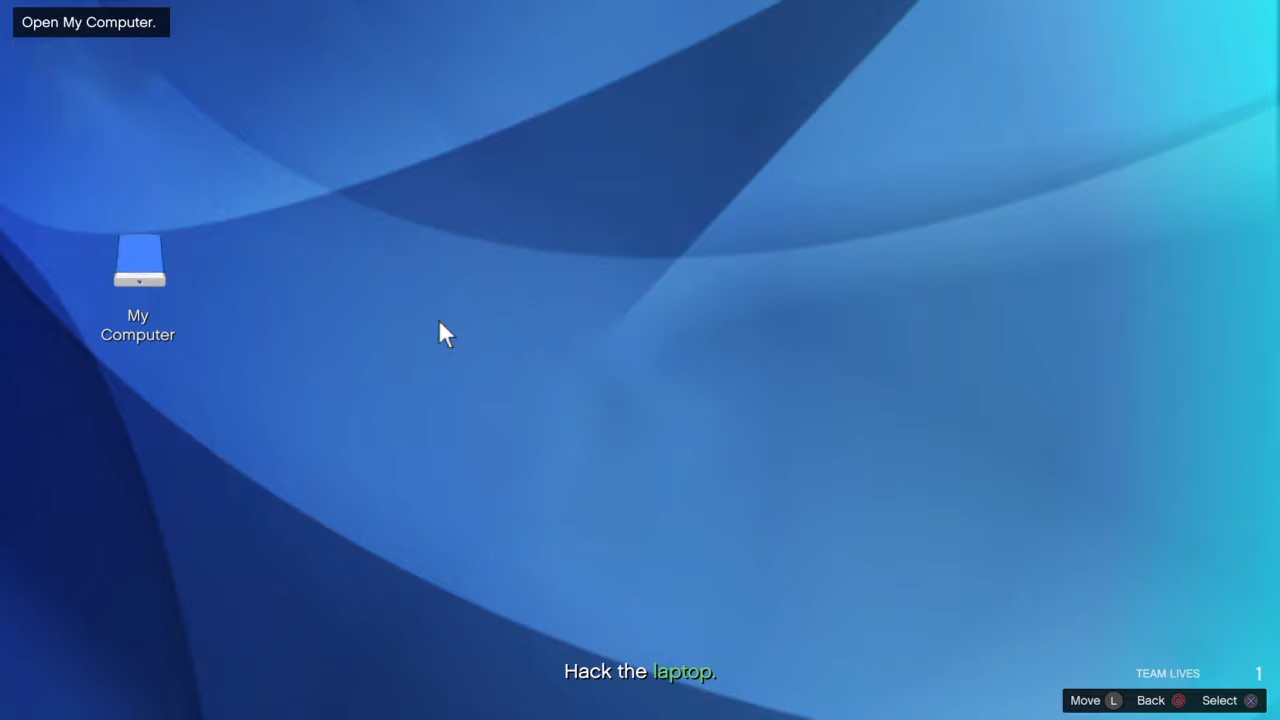 Open My Computer.
My
Computer
Hack the laptop.
TEAM LIVES 1
Move L Back Select